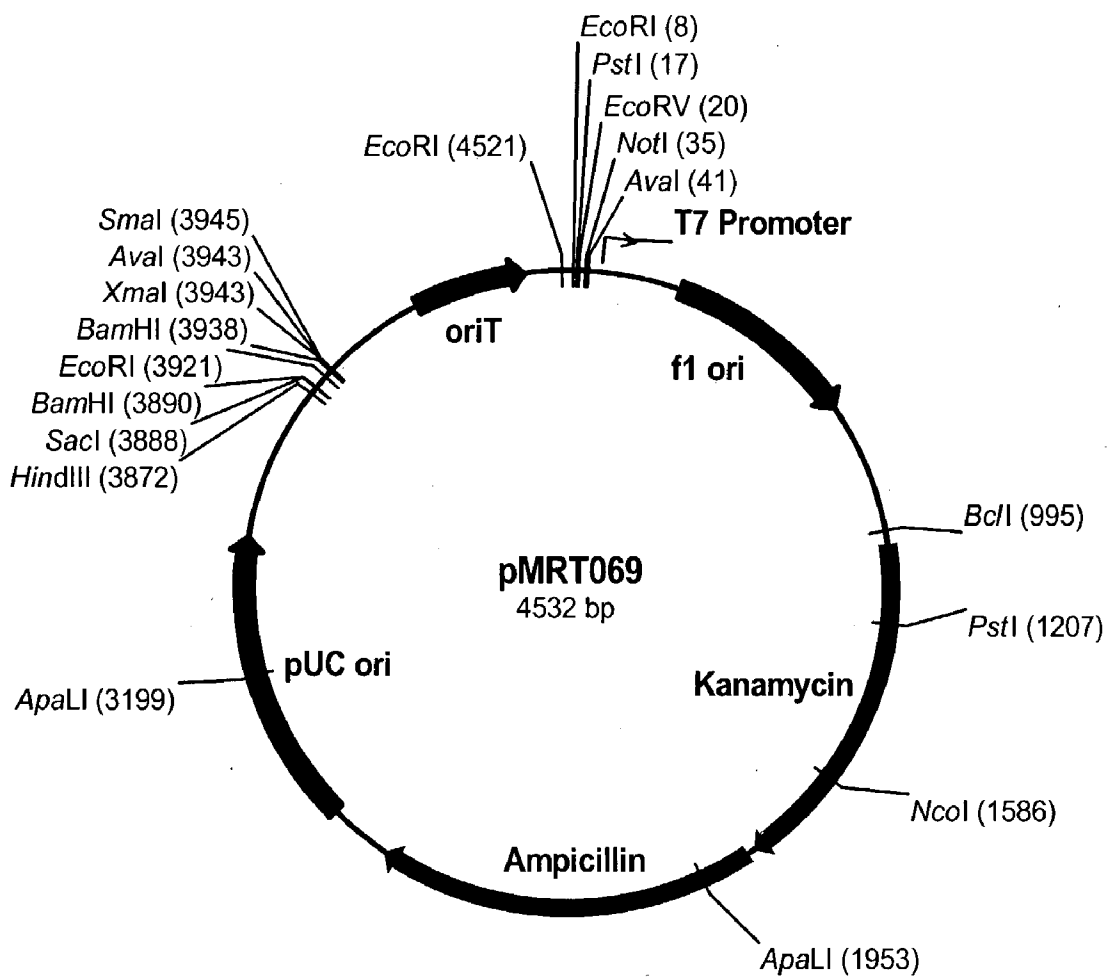 EcoRI (8)
PstI (17)
EcoRV (20)
EcoRI (4521)
NotI (35)
AvaI (41)
T7 Promoter
SmaI (3945)
AvaI (3943)
XmaI (3943)
BamHI (3938)
EcoRI (3921)
BamHI (3890)
SacI (3888)
HindIII (3872)
oriT
f1 ori
BclI (995)
pMRT069
4532 bp
PstI (1207)
pUC ori
Kanamycin
ApaLI (3199)
NcoI (1586)
Ampicillin
ApaLI (1953)